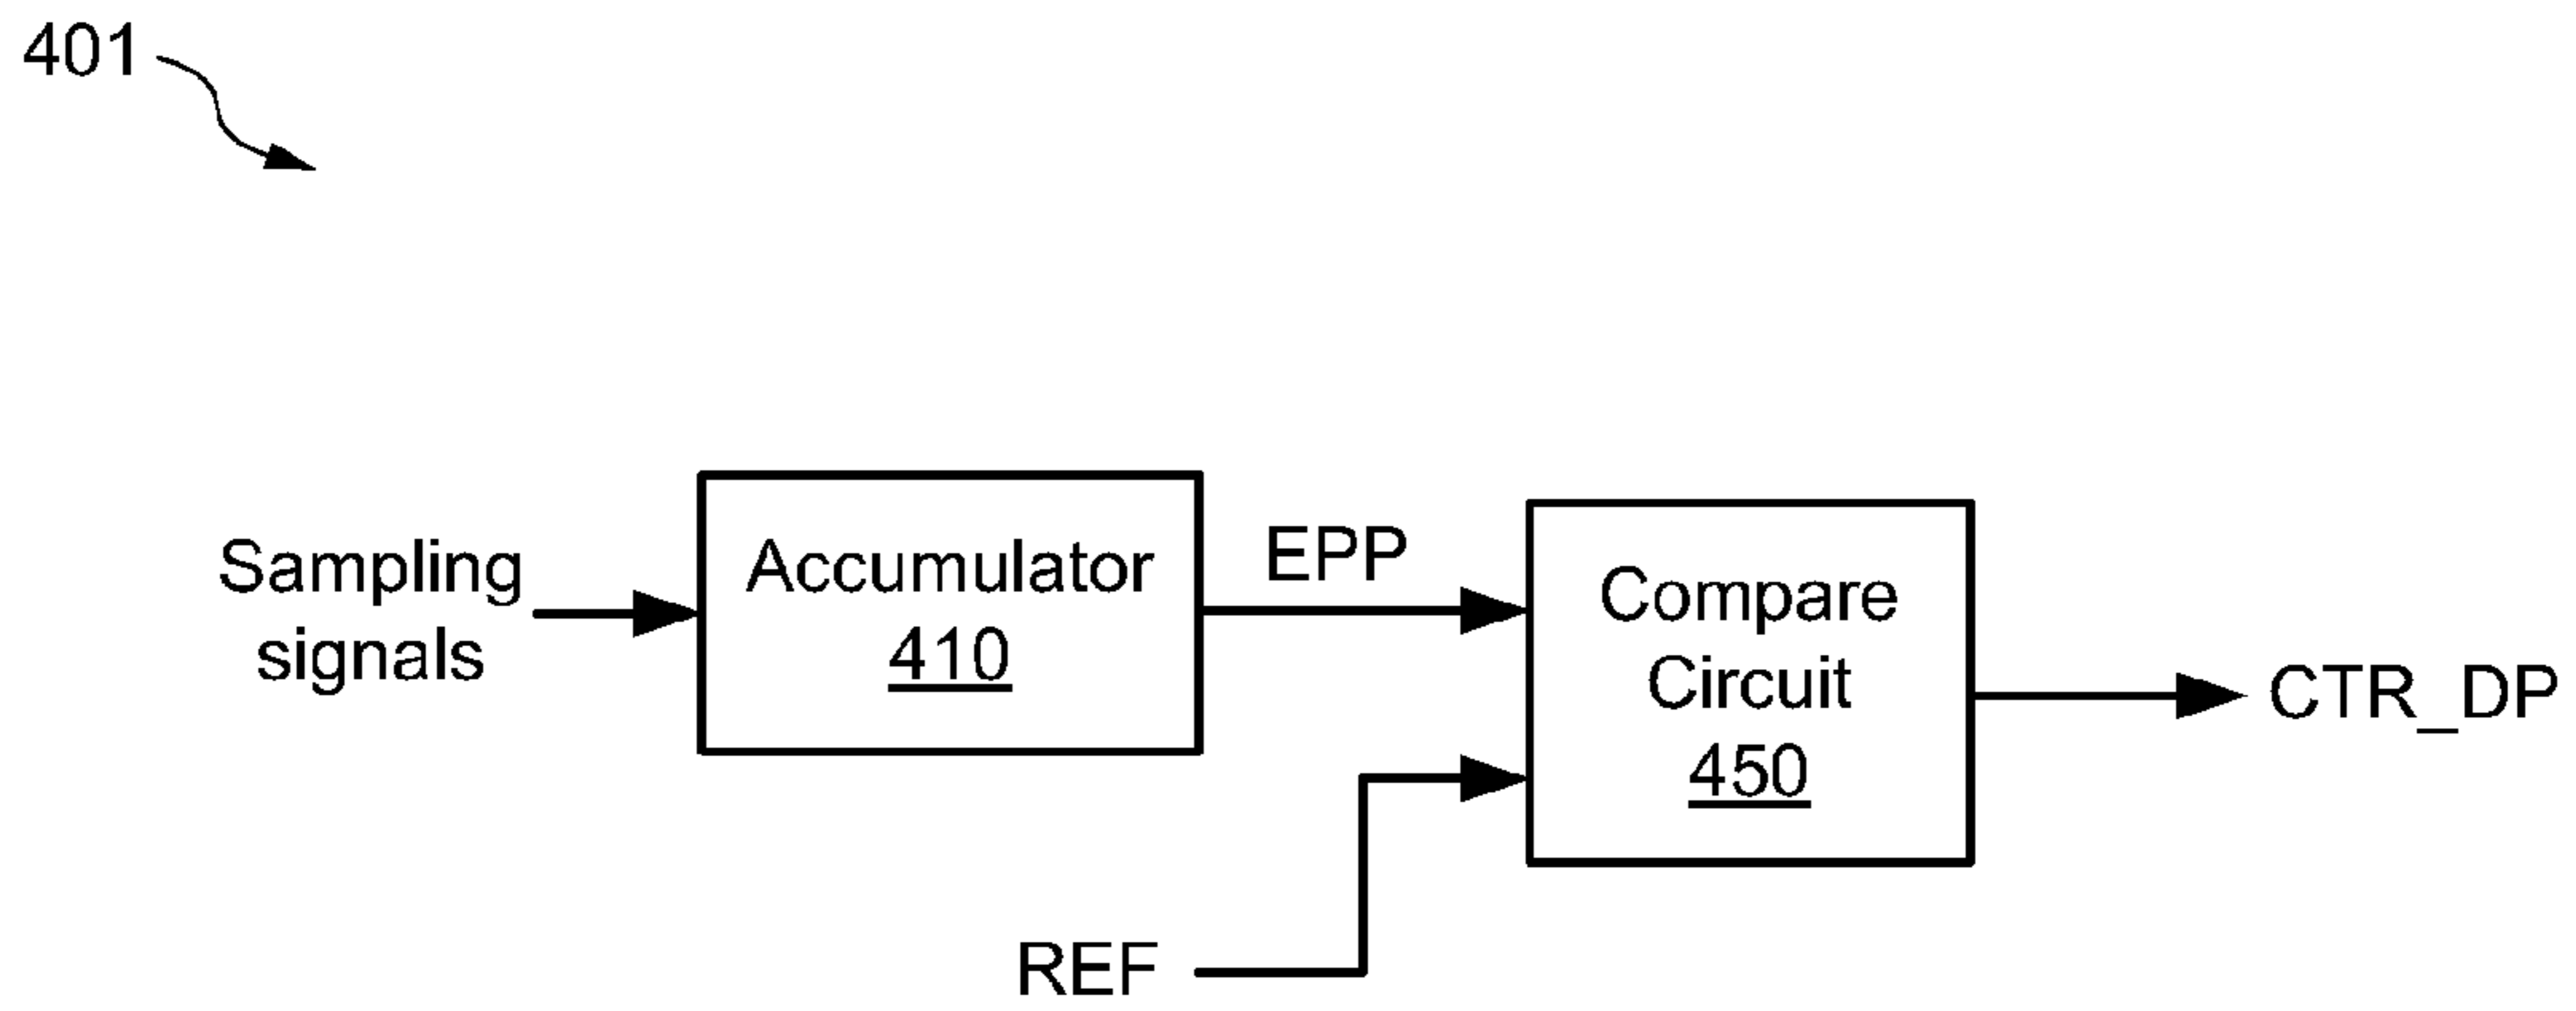 401
Sampling
signals
Accumulator
410
EPP
Compare
Circuit
450
CTR_DP
REF